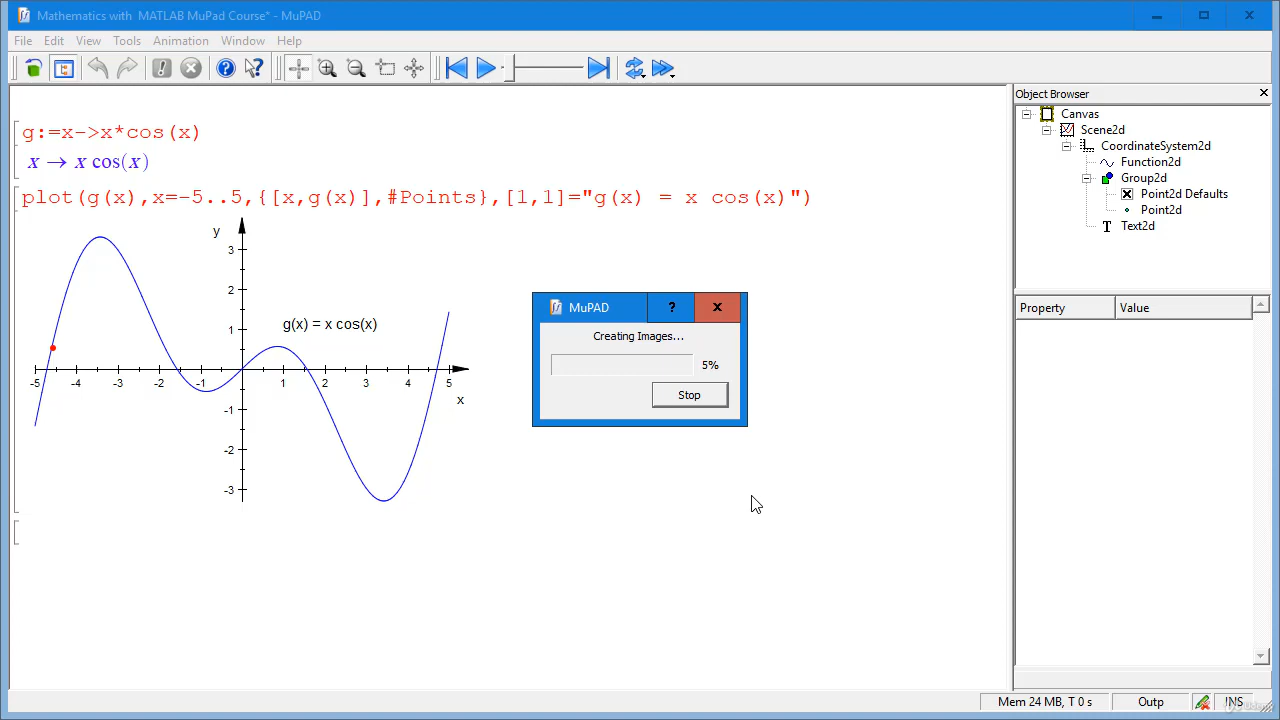 Mathematics with MATLAB MuPad Course* - MuPAD
File Edit View Tools Animation Window Help
g:=x->x*cos(x)
x → x cos(x)
plot(g(x),x=-5..5,{[x,g(x)],#Points},[1,1]="g(x) = x cos(x)")
y
3
2
1
-1
-2
-3
g(x) = x cos(x)
-5 -4 -3 -2 -1 1 2 3 4 5
x
MuPAD ? x
Creating Images...
5%
Stop
Object Browser
Canvas
Scene2d
CoordinateSystem2d
Function2d
Group2d
Point2d Defaults
Point2d
Text2d
Property Value
Mem 24 MB, T 0 s Outp INS